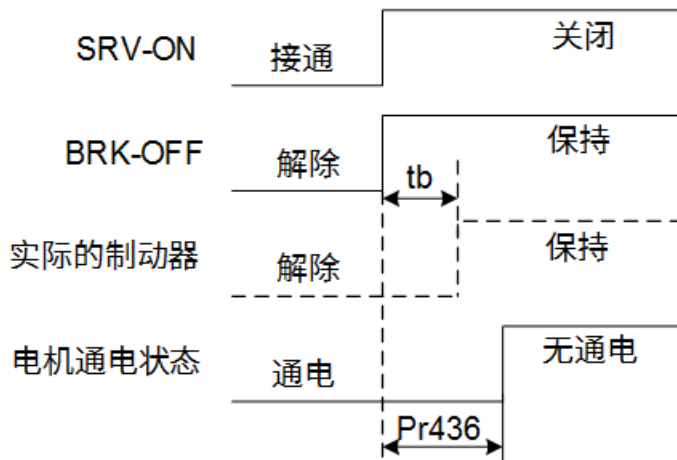 SRV-ON 接通 关闭
BRK-OFF 解除 保持
tb
实际的制动器 解除 保持
电机通电状态 通电 无通电
Pr436